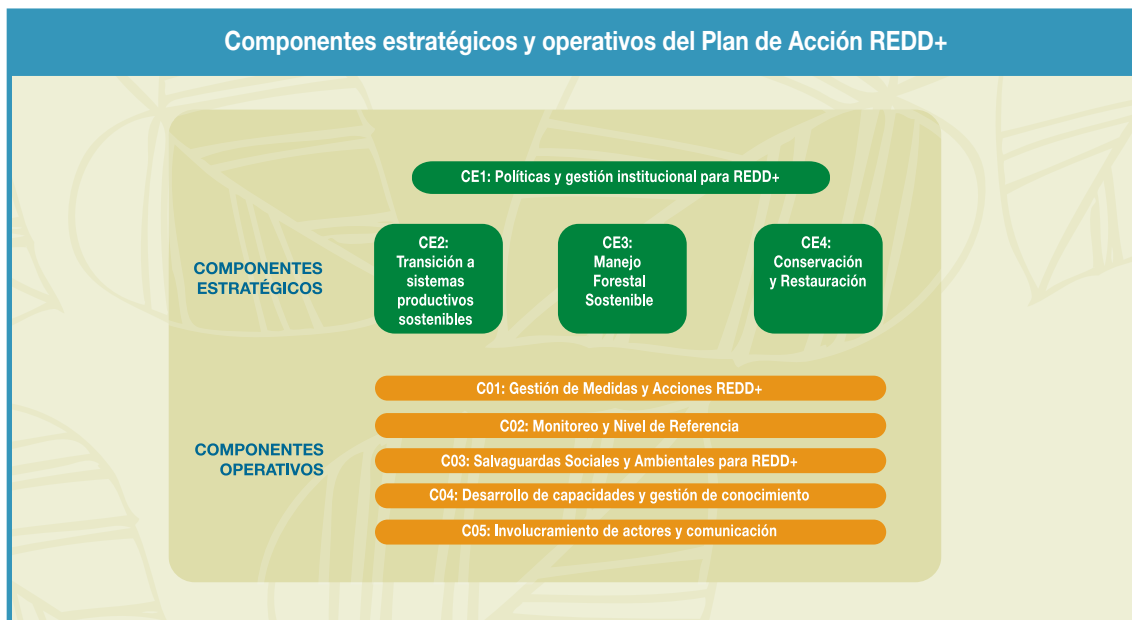 Componentes estratégicos y operativos del Plan de Acción REDD+
CE1: Políticas y gestión institucional para REDD+
COMPONENTES
ESTRATÉGICOS
CE2:
Transición a
sistemas
productivos
sostenibles
CE3:
Manejo
Forestal
Sostenible
CE4:
Conservación
y Restauración
COMPONENTES
OPERATIVOS
C01: Gestión de Medidas y Acciones REDD+
C02: Monitoreo y Nivel de Referencia
C03: Salvaguardas Sociales y Ambientales para REDD+
C04: Desarrollo de capacidades y gestión de conocimiento
C05: Involucramiento de actores y comunicación